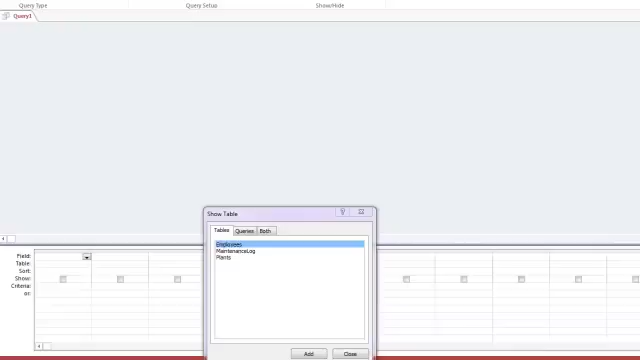 Query Type Query Setup Show/Hide
Query1
Show Table
Tables Queries Both
Employees
MaintenanceLog
Plants
Field:
Table:
Sort:
Show:
Criteria:
or:
Add Close